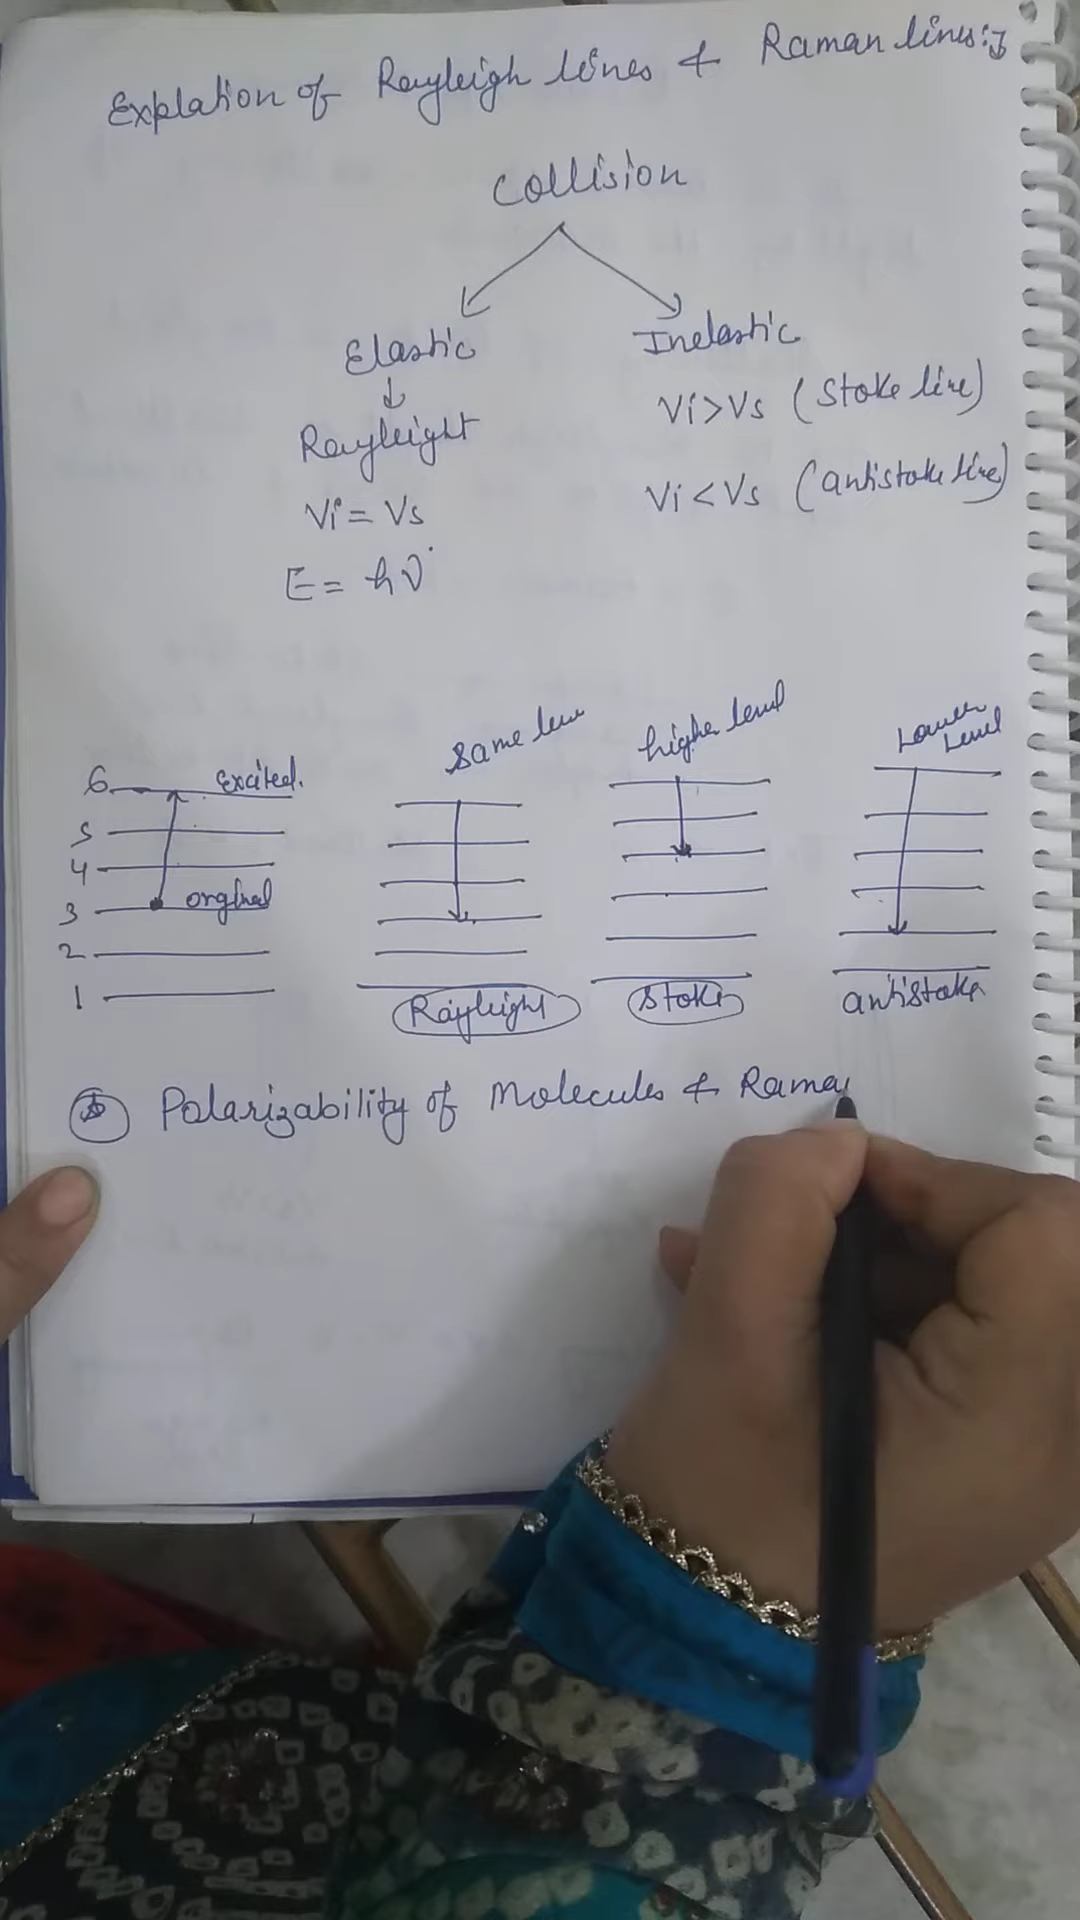 Explation of Rayleigh lines & Raman lines:→
Collision
Elastic Inelastic
Rayleight Vi>Vs (Stoke line)
Vi = Vs Vi<Vs (antistoke line)
E = hν
same leve higher level Lower Level
6 Excited.
5
4
3 orginal
2
1
Rayleight Stoke antistoke
Polarizability of Molecules & Rama